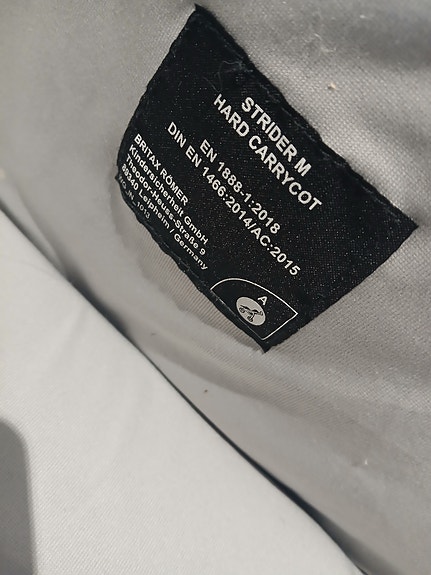 STRIDER M
HARD CARRYCOT
EN 1888-1:2018
DIN EN 1466:2014/AC:2015
BRITAX RÖMER
Kindersicherheit GmbH
Theodor-Heuss-Straße 9
89340 Leipheim / Germany
A